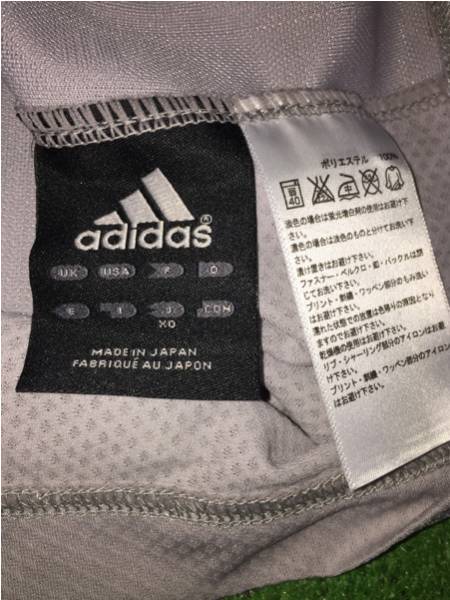 adidas
UK USA F D
E I J CDN
XO
MADE IN JAPAN
FABRIQUÉ AU JAPON
ポリエステル 100%
40
淡色の場合は蛍光増白剤の使用はお避け下
さい。
濃色の場合は淡色のものと分けてお洗い下
さい。
漬け置きはお避け下さい。
ファスナー・ベルクロ・釦・バックルは閉
じてお洗い下さい。
プリント・刺繍・ワッペン部分のもみ洗い
はお避け下さい。
濡れた状態での放置は色移りの原因となり
ますのでお避け下さい。
乾燥機の使用はお避け下さい。
リブ・シャーリング部分のアイロンはお避
け下さい。
プリント・刺繍・ワッペン部分のアイロン
はお避け下さい。